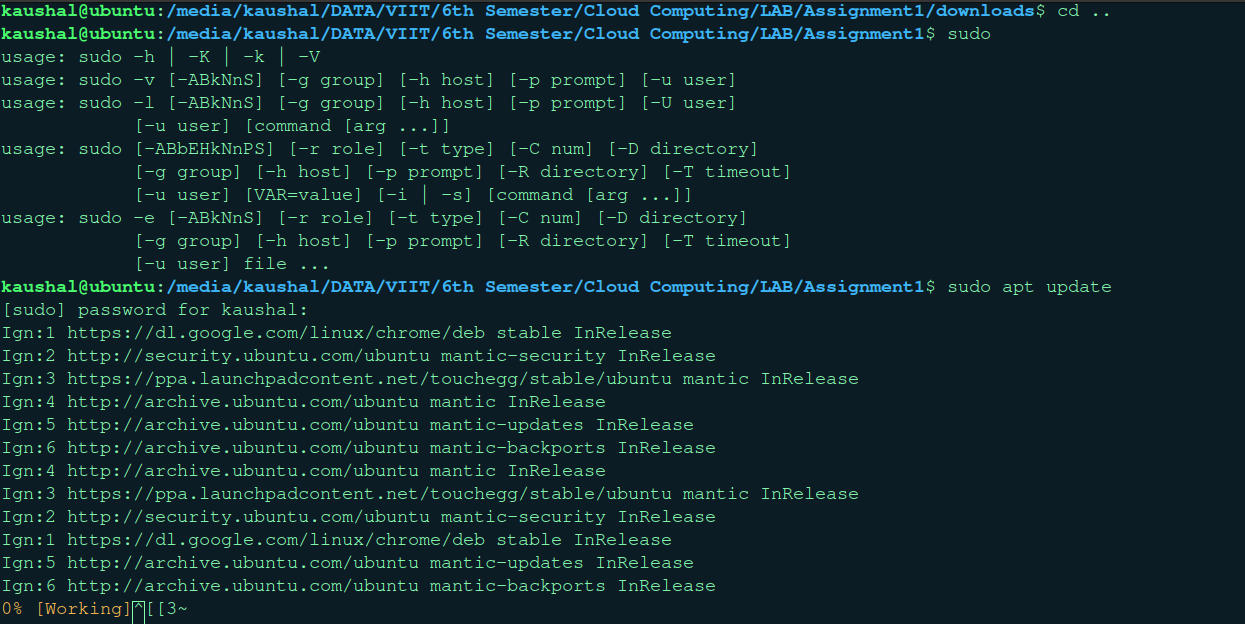 kaushal@ubuntu:/media/kaushal/DATA/VIIT/6th Semester/Cloud Computing/LAB/Assignment1/downloads$ cd ..
kaushal@ubuntu:/media/kaushal/DATA/VIIT/6th Semester/Cloud Computing/LAB/Assignment1$ sudo
usage: sudo -h | -K | -k | -V
usage: sudo -v [-ABkNnS] [-g group] [-h host] [-p prompt] [-u user]
usage: sudo -l [-ABkNnS] [-g group] [-h host] [-p prompt] [-U user]
            [-u user] [command [arg ...]]
usage: sudo [-ABbEHkNnPS] [-r role] [-t type] [-C num] [-D directory]
            [-g group] [-h host] [-p prompt] [-R directory] [-T timeout]
            [-u user] [VAR=value] [-i | -s] [command [arg ...]]
usage: sudo -e [-ABkNnS] [-r role] [-t type] [-C num] [-D directory]
            [-g group] [-h host] [-p prompt] [-R directory] [-T timeout]
            [-u user] file ...
kaushal@ubuntu:/media/kaushal/DATA/VIIT/6th Semester/Cloud Computing/LAB/Assignment1$ sudo apt update
[sudo] password for kaushal:
Ign:1 https://dl.google.com/linux/chrome/deb stable InRelease
Ign:2 http://security.ubuntu.com/ubuntu mantic-security InRelease
Ign:3 https://ppa.launchpadcontent.net/touchegg/stable/ubuntu mantic InRelease
Ign:4 http://archive.ubuntu.com/ubuntu mantic InRelease
Ign:5 http://archive.ubuntu.com/ubuntu mantic-updates InRelease
Ign:6 http://archive.ubuntu.com/ubuntu mantic-backports InRelease
Ign:4 http://archive.ubuntu.com/ubuntu mantic InRelease
Ign:3 https://ppa.launchpadcontent.net/touchegg/stable/ubuntu mantic InRelease
Ign:2 http://security.ubuntu.com/ubuntu mantic-security InRelease
Ign:1 https://dl.google.com/linux/chrome/deb stable InRelease
Ign:5 http://archive.ubuntu.com/ubuntu mantic-updates InRelease
Ign:6 http://archive.ubuntu.com/ubuntu mantic-backports InRelease
0% [Working]^[[3~